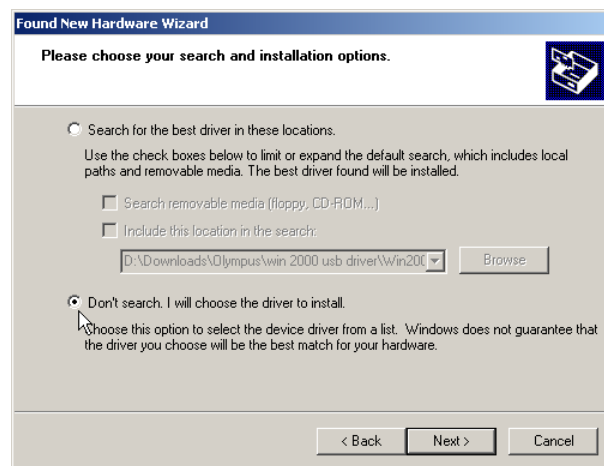 Found New Hardware Wizard
Please choose your search and installation options.
Search for the best driver in these locations.
Use the check boxes below to limit or expand the default search, which includes local
paths and removable media. The best driver found will be installed.
Search removable media (floppy, CD-ROM...)
Include this location in the search:
D:\Downloads\Olympus\win 2000 usb driver\Win200
Browse
Don't search. I will choose the driver to install.
Choose this option to select the device driver from a list. Windows does not guarantee that
the driver you choose will be the best match for your hardware.
< Back
Next >
Cancel